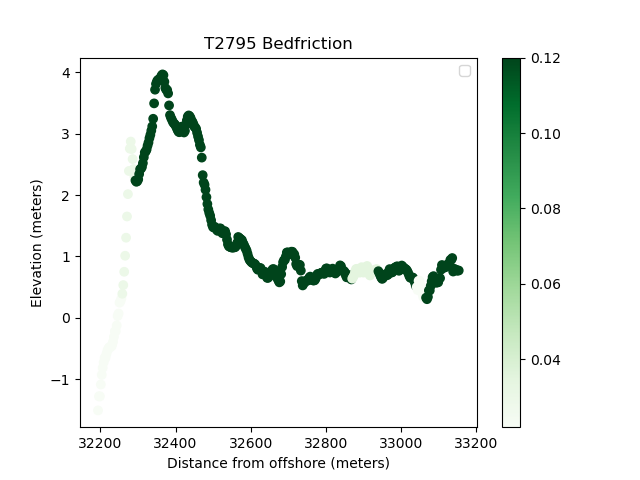 T2795 Bedfriction
Elevation (meters)
4
3
2
1
0
−1
32200 32400 32600 32800 33000 33200
Distance from offshore (meters)
0.12
0.10
0.08
0.06
0.04